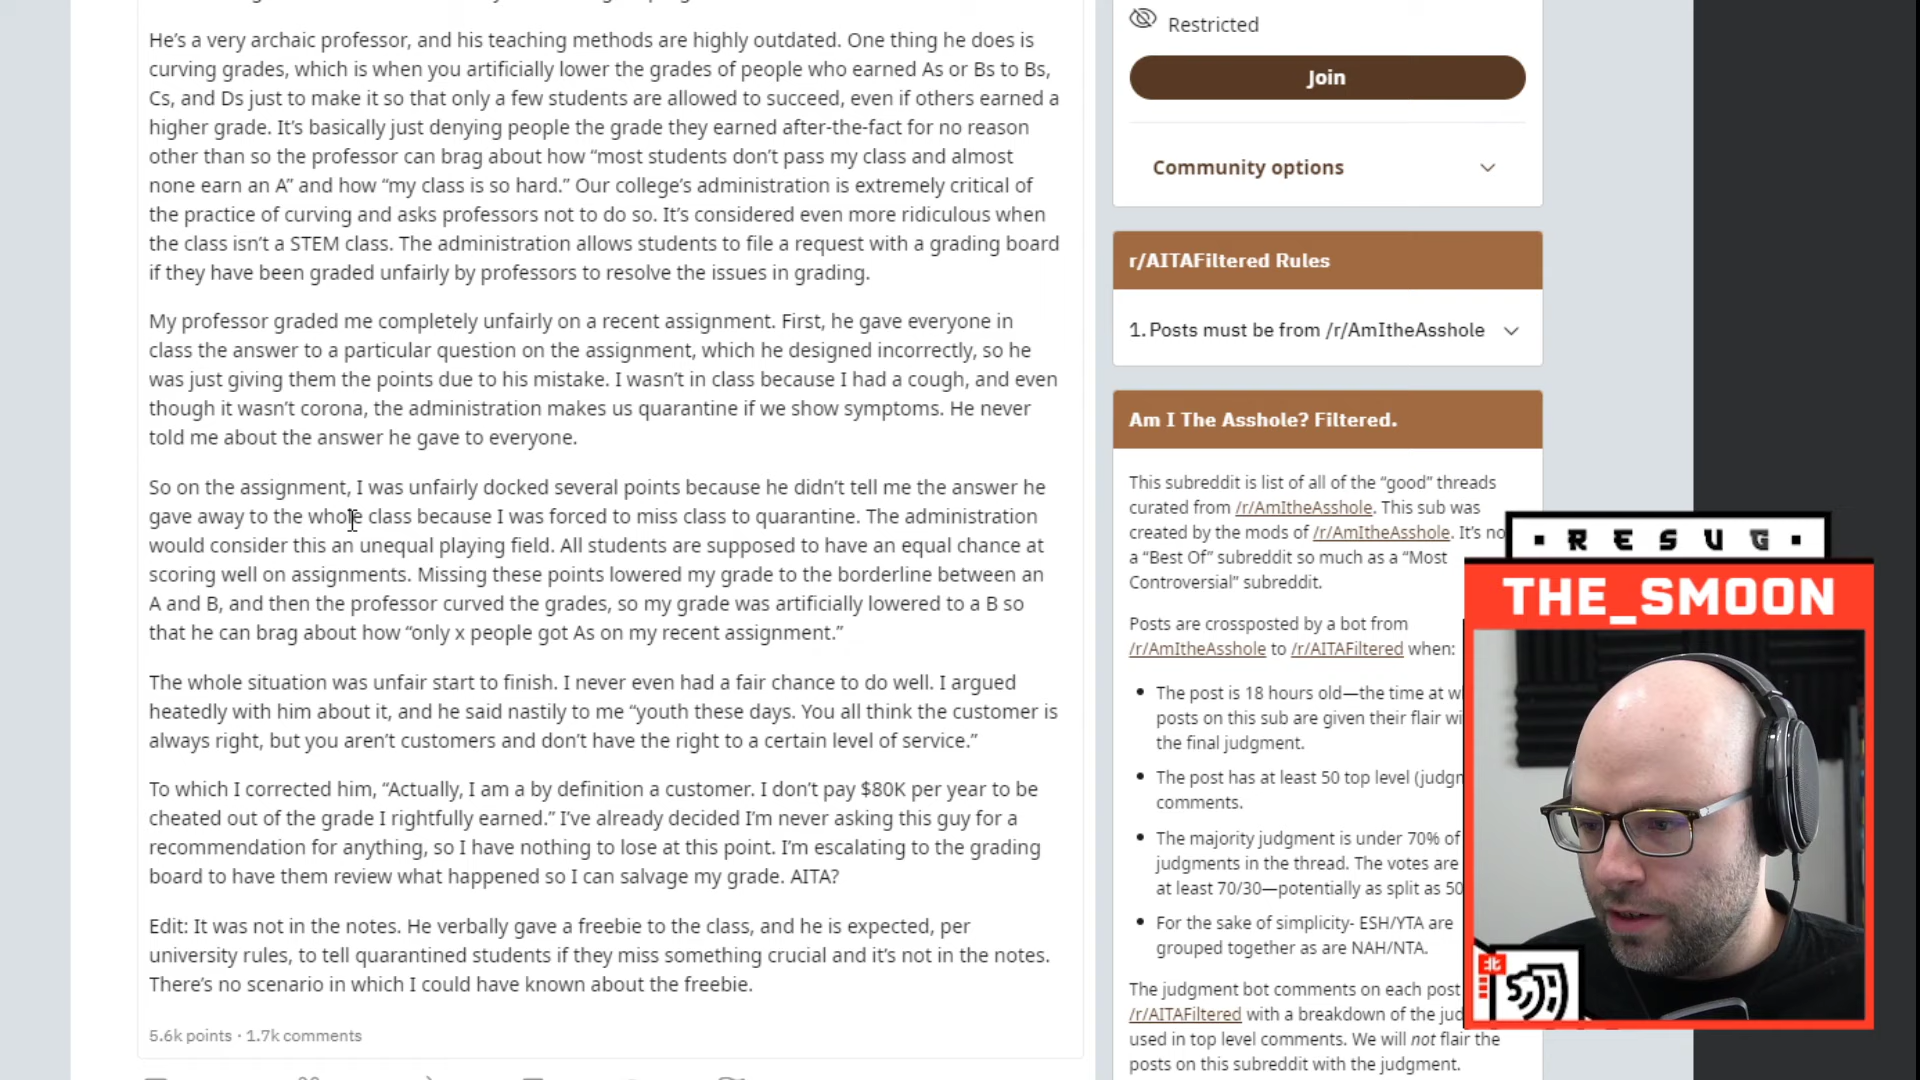 He’s a very archaic professor, and his teaching methods are highly outdated. One thing he does is
curving grades, which is when you artificially lower the grades of people who earned As or Bs to Bs,
Cs, and Ds just to make it so that only a few students are allowed to succeed, even if others earned a
higher grade. It’s basically just denying people the grade they earned after-the-fact for no reason
other than so the professor can brag about how “most students don’t pass my class and almost
none earn an A” and how “my class is so hard.” Our college’s administration is extremely critical of
the practice of curving and asks professors not to do so. It’s considered even more ridiculous when
the class isn’t a STEM class. The administration allows students to file a request with a grading board
if they have been graded unfairly by professors to resolve the issues in grading.
My professor graded me completely unfairly on a recent assignment. First, he gave everyone in
class the answer to a particular question on the assignment, which he designed incorrectly, so he
was just giving them the points due to his mistake. I wasn’t in class because I had a cough, and even
though it wasn’t corona, the administration makes us quarantine if we show symptoms. He never
told me about the answer he gave to everyone.
So on the assignment, I was unfairly docked several points because he didn’t tell me the answer he
gave away to the whole class because I was forced to miss class to quarantine. The administration
would consider this an unequal playing field. All students are supposed to have an equal chance at
scoring well on assignments. Missing these points lowered my grade to the borderline between an
A and B, and then the professor curved the grades, so my grade was artificially lowered to a B so
that he can brag about how “only x people got As on my recent assignment.”
The whole situation was unfair start to finish. I never even had a fair chance to do well. I argued
heatedly with him about it, and he said nastily to me “youth these days. You all think the customer is
always right, but you aren’t customers and don’t have the right to a certain level of service.”
To which I corrected him, “Actually, I am a by definition a customer. I don’t pay $80K per year to be
cheated out of the grade I rightfully earned.” I’ve already decided I’m never asking this guy for a
recommendation for anything, so I have nothing to lose at this point. I’m escalating to the grading
board to have them review what happened so I can salvage my grade. AITA?
Edit: It was not in the notes. He verbally gave a freebie to the class, and he is expected, per
university rules, to tell quarantined students if they miss something crucial and it’s not in the notes.
There’s no scenario in which I could have known about the freebie.
5.6k points · 1.7k comments
Restricted
Join
Community options
r/AITAFiltered Rules
1. Posts must be from /r/AmItheAsshole
Am I The Asshole? Filtered.
This subreddit is list of all of the “good” threads
curated from /r/AmItheAsshole. This sub was
created by the mods of /r/AmItheAsshole. It’s
a “Best Of” subreddit so much as a “Most
Controversial” subreddit.
Posts are crossposted by a bot from
/r/AmItheAsshole to /r/AITAFiltered when:
The post is 18 hours old—the time at
posts on this sub are given their flair
the final judgment.
The post has at least 50 top level
comments.
The majority judgment is under 70% of
judgments in the thread. The votes are
at least 70/30—potentially as split as
For the sake of simplicity- ESH/YTA are
grouped together as are NAH/NTA.
The judgment bot comments on each post
/r/AITAFiltered with a breakdown of the
used in top level comments. We will not flair the
posts on this subreddit with the judgment.
RESUG
THE_SMOON
北